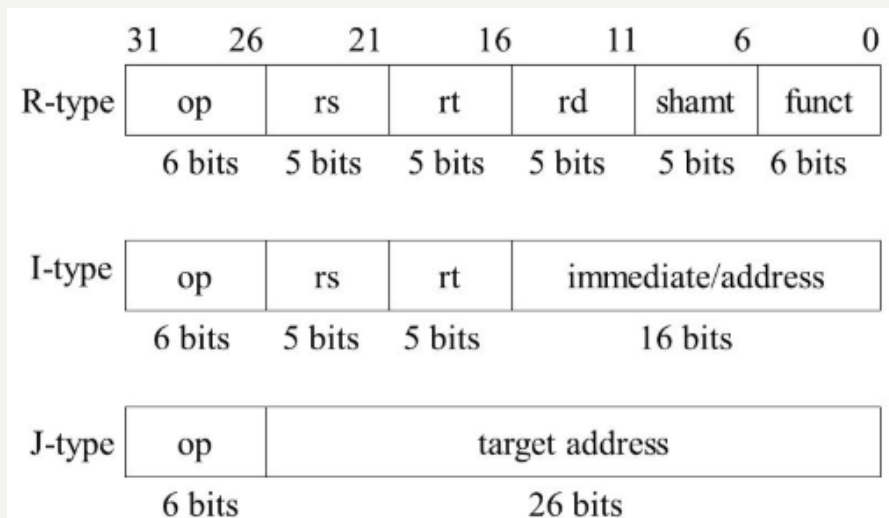 31 26 21 16 11 6 0
R-type op rs rt rd shamt funct
6 bits 5 bits 5 bits 5 bits 5 bits 6 bits
I-type op rs rt immediate/address
6 bits 5 bits 5 bits 16 bits
J-type op target address
6 bits 26 bits